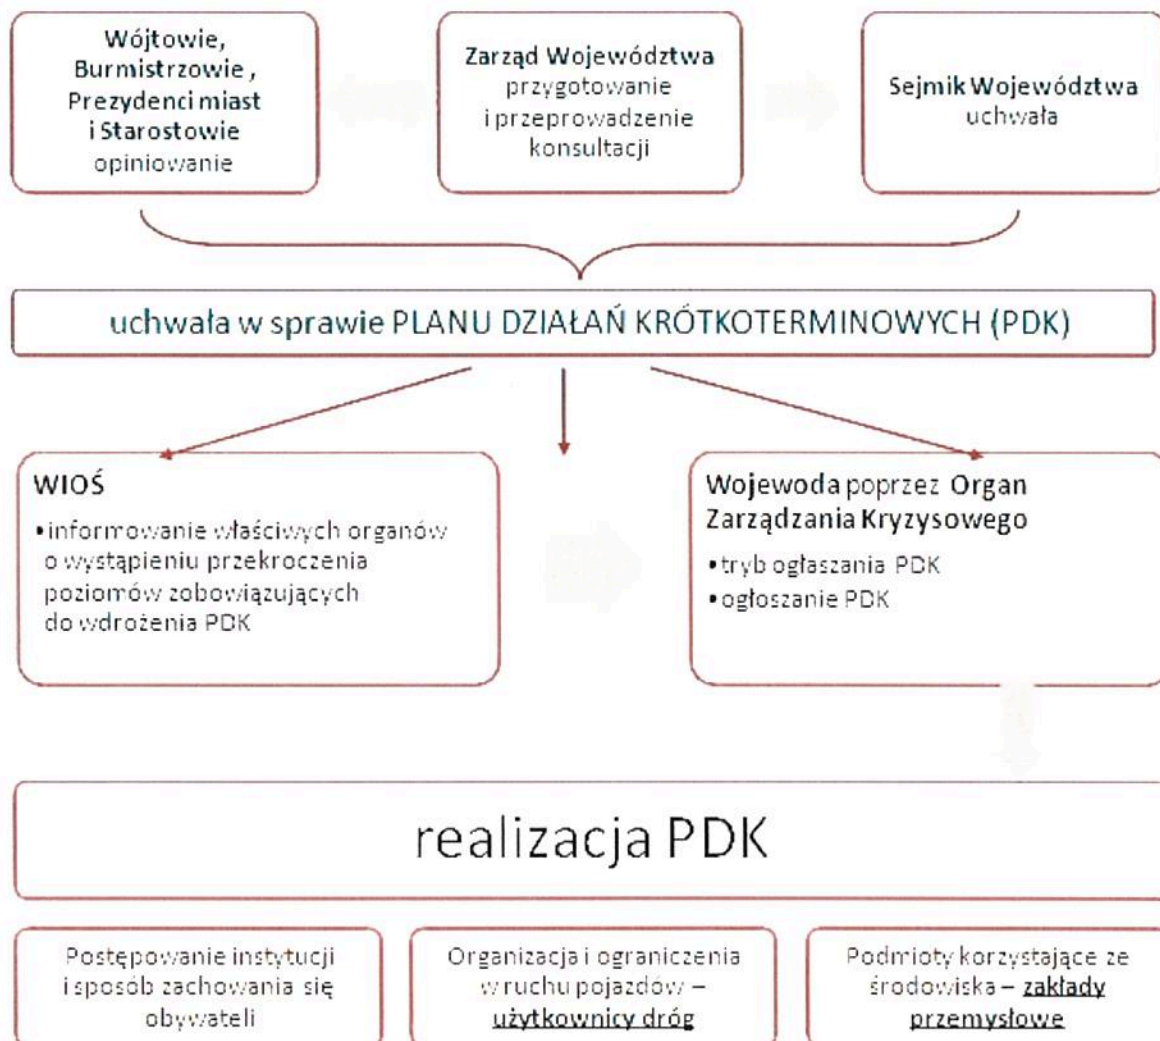 Wójtowie,
Burmistrzowie ,
Prezydenci miast
i Starostowie
opiniowanie
Zarząd Województwa
przygotowanie
i przeprowadzenie
konsultacji
Sejmik Województwa
uchwała
uchwała w sprawie PLANU DZIAŁAŃ KRÓTKOTERMINOWYCH (PDK)
WIOŚ
•informowanie właściwych organów
o wystąpieniu przekroczenia
poziomów zobowiązujących
do wdrożenia PDK
Wojewoda poprzez Organ
Zarządzania Kryzysowego
•tryb ogłaszania PDK
•ogłoszanie PDK
realizacja PDK
Postępowanie instytucji
i sposób zachowania się
obywateli
Organizacja i ograniczenia
w ruchu pojazdów –
użytkownicy dróg
Podmioty korzystające ze
środowiska – zakłady
przemysłowe